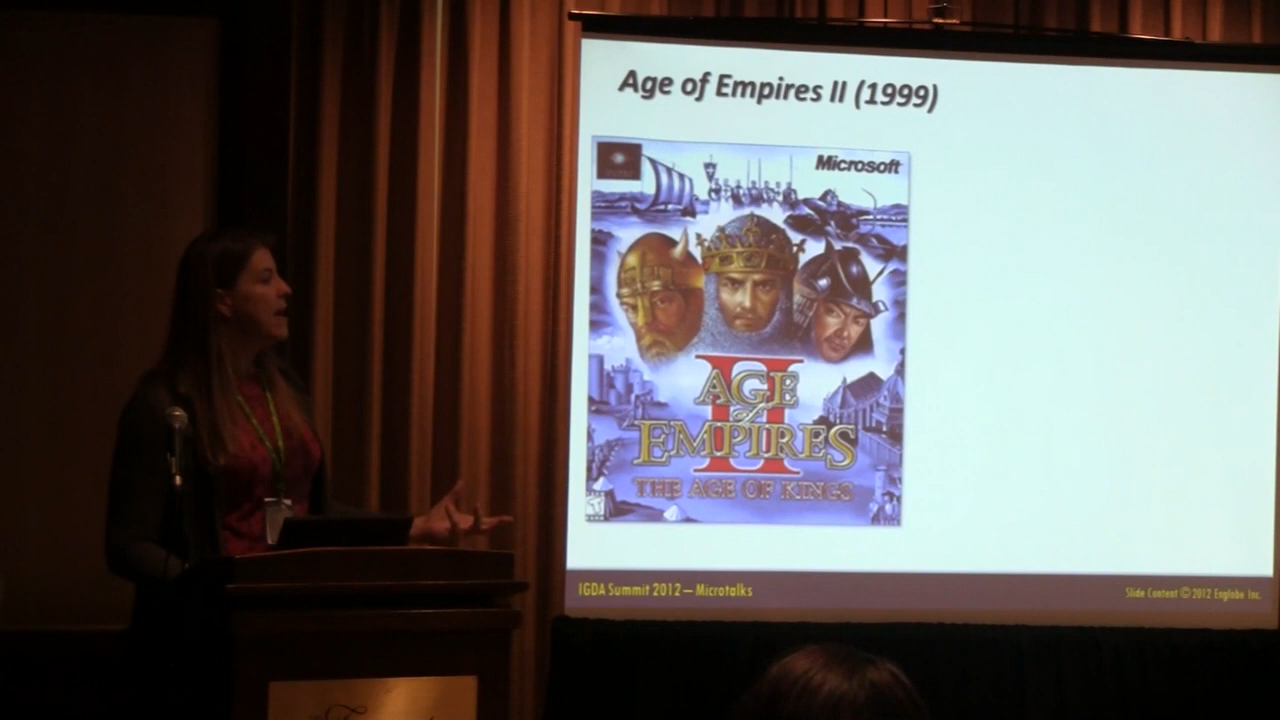 Age of Empires II (1999)
Microsoft
II
AGE
of
EMPIRES
THE AGE OF KINGS
IGDA Summit 2012 — Microtalks
Slide Content © 2012 Englobe Inc.